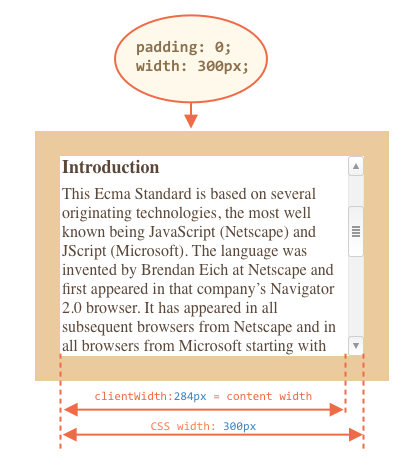 padding: 0;
width: 300px;
Introduction
This Ecma Standard is based on several
originating technologies, the most well
known being JavaScript (Netscape) and
JScript (Microsoft). The language was
invented by Brendan Eich at Netscape and
first appeared in that company’s Navigator
2.0 browser. It has appeared in all
subsequent browsers from Netscape and in
all browsers from Microsoft starting with
clientWidth:284px = content width
CSS width: 300px